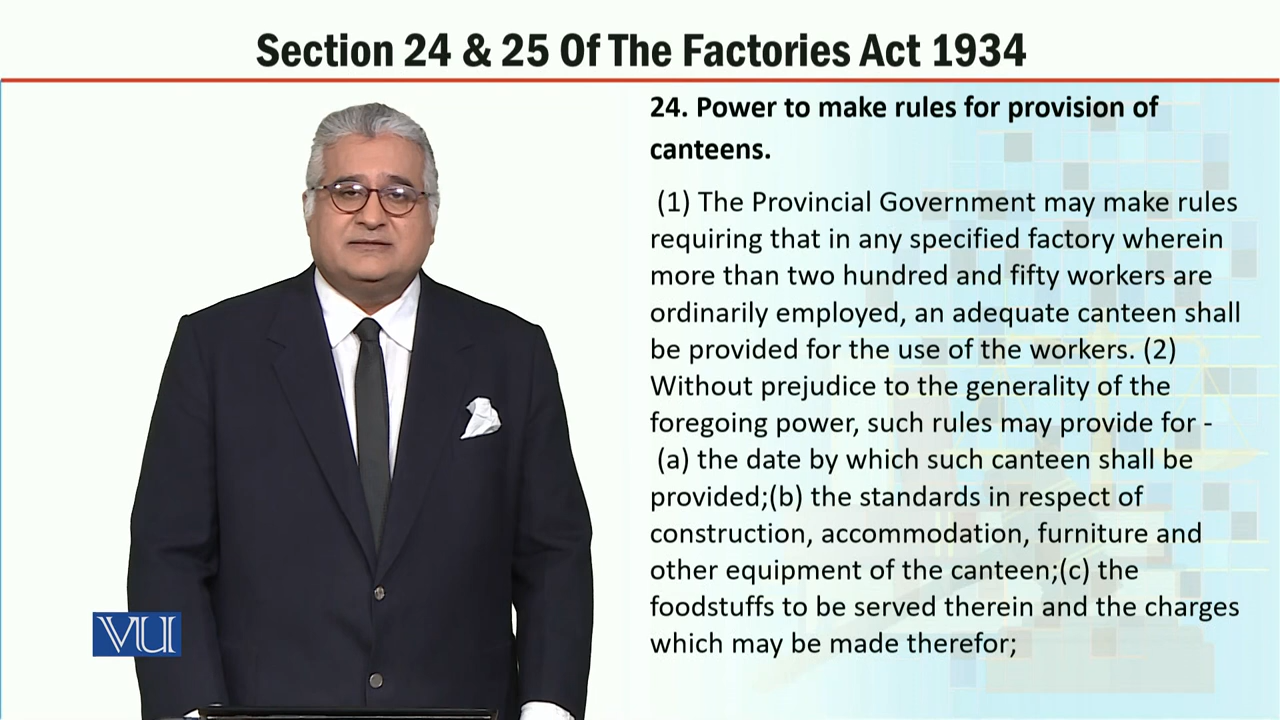 Section 24 & 25 Of The Factories Act 1934
24. Power to make rules for provision of
canteens.
(1) The Provincial Government may make rules
requiring that in any specified factory wherein
more than two hundred and fifty workers are
ordinarily employed, an adequate canteen shall
be provided for the use of the workers. (2)
Without prejudice to the generality of the
foregoing power, such rules may provide for -
(a) the date by which such canteen shall be
provided;(b) the standards in respect of
construction, accommodation, furniture and
other equipment of the canteen;(c) the
foodstuffs to be served therein and the charges
which may be made therefor;
VU